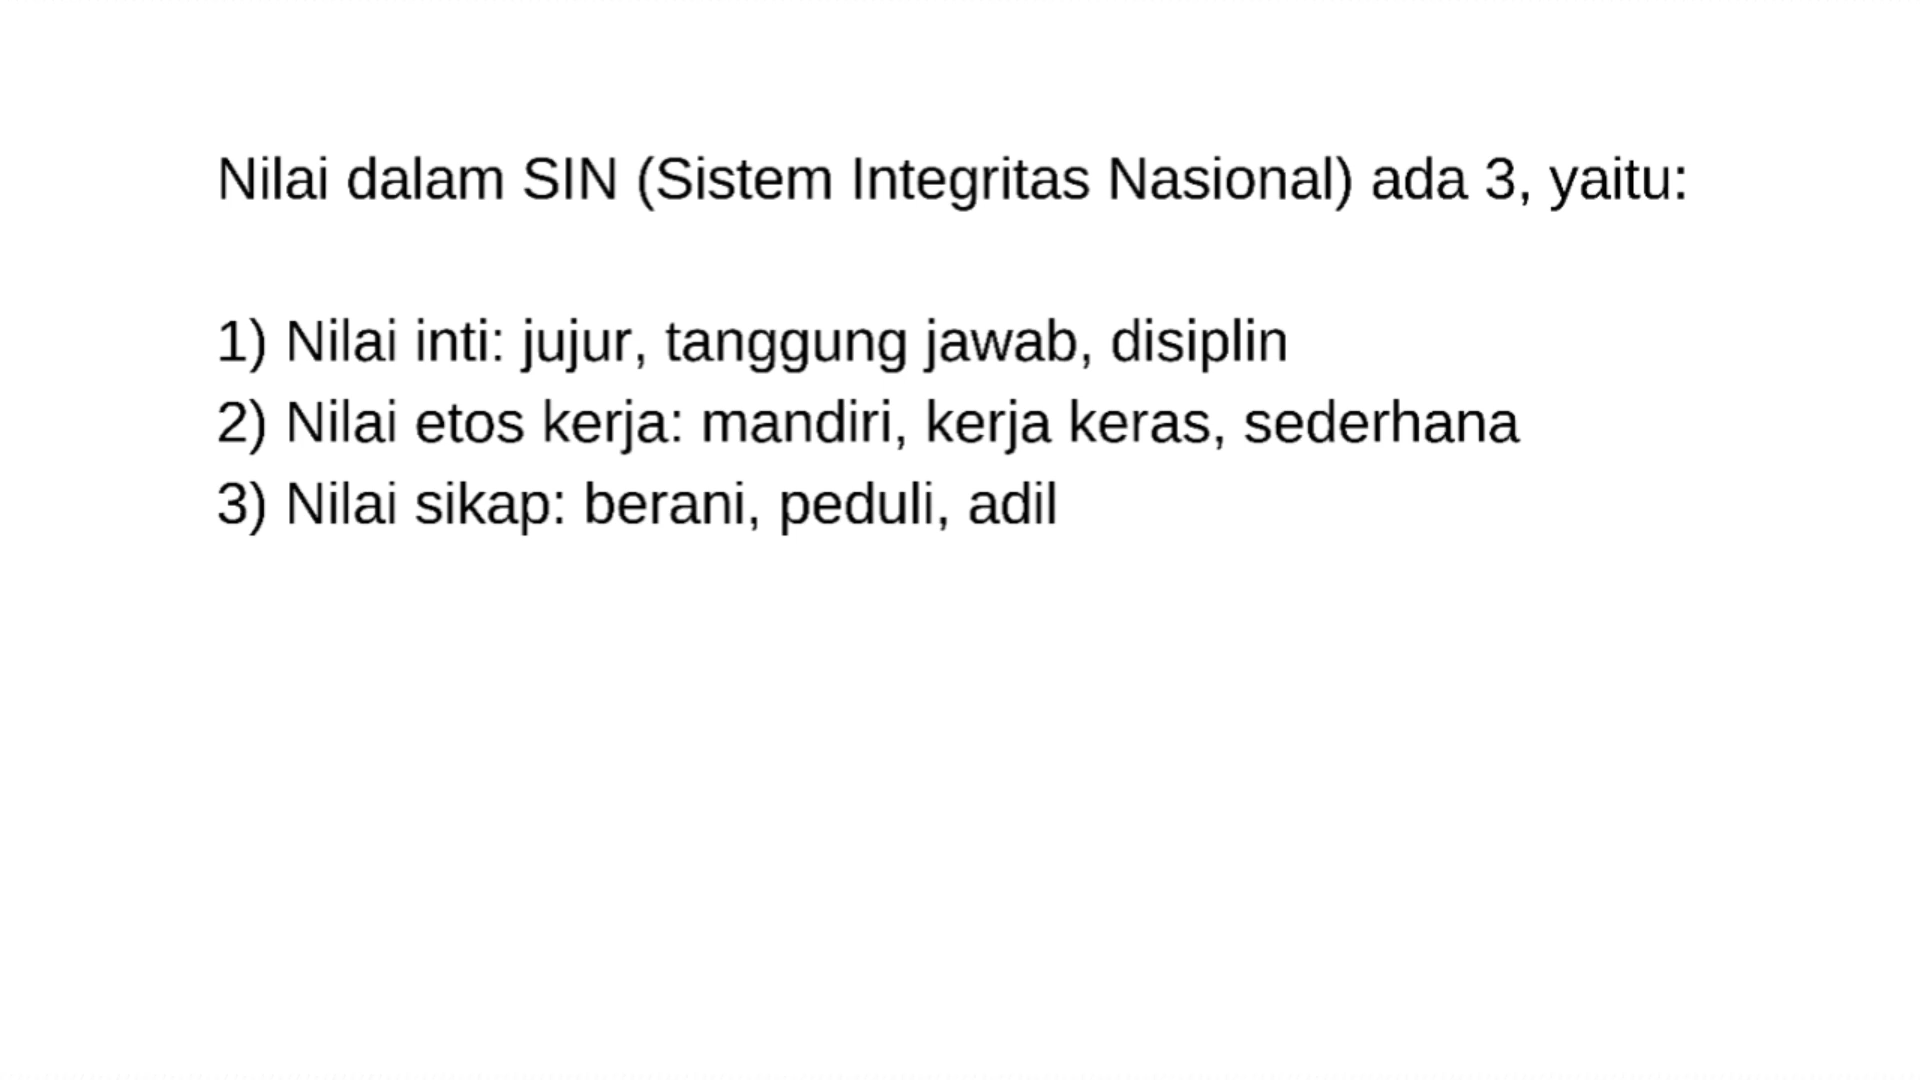 Nilai dalam SIN (Sistem Integritas Nasional) ada 3, yaitu:
1) Nilai inti: jujur, tanggung jawab, disiplin
2) Nilai etos kerja: mandiri, kerja keras, sederhana
3) Nilai sikap: berani, peduli, adil